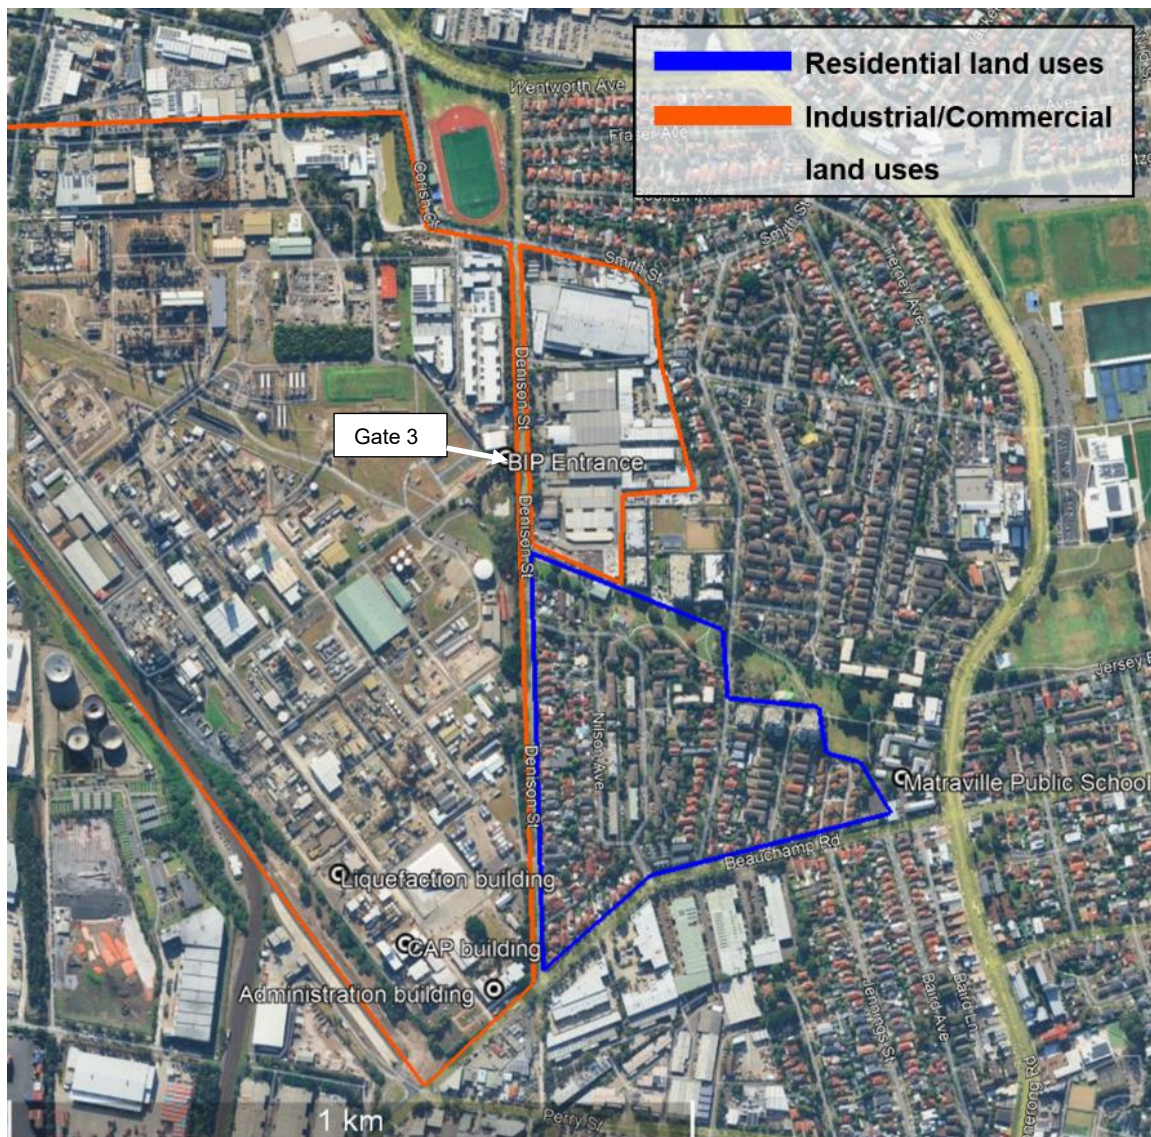 Residential land uses
Industrial/Commercial
land uses
Wentworth Ave
Fraser Ave
Corish Cir
Smith St
Smith St
Denison St
Gate 3
BIP Entrance
Denison St
Jersey
Nilson Ave
Denison St
Matraville Public School
Beauchamp Rd
Liquefaction building
CAP building
Administration building
Jennings St
Baird Ave
Baird Ln
1 km
Perry St